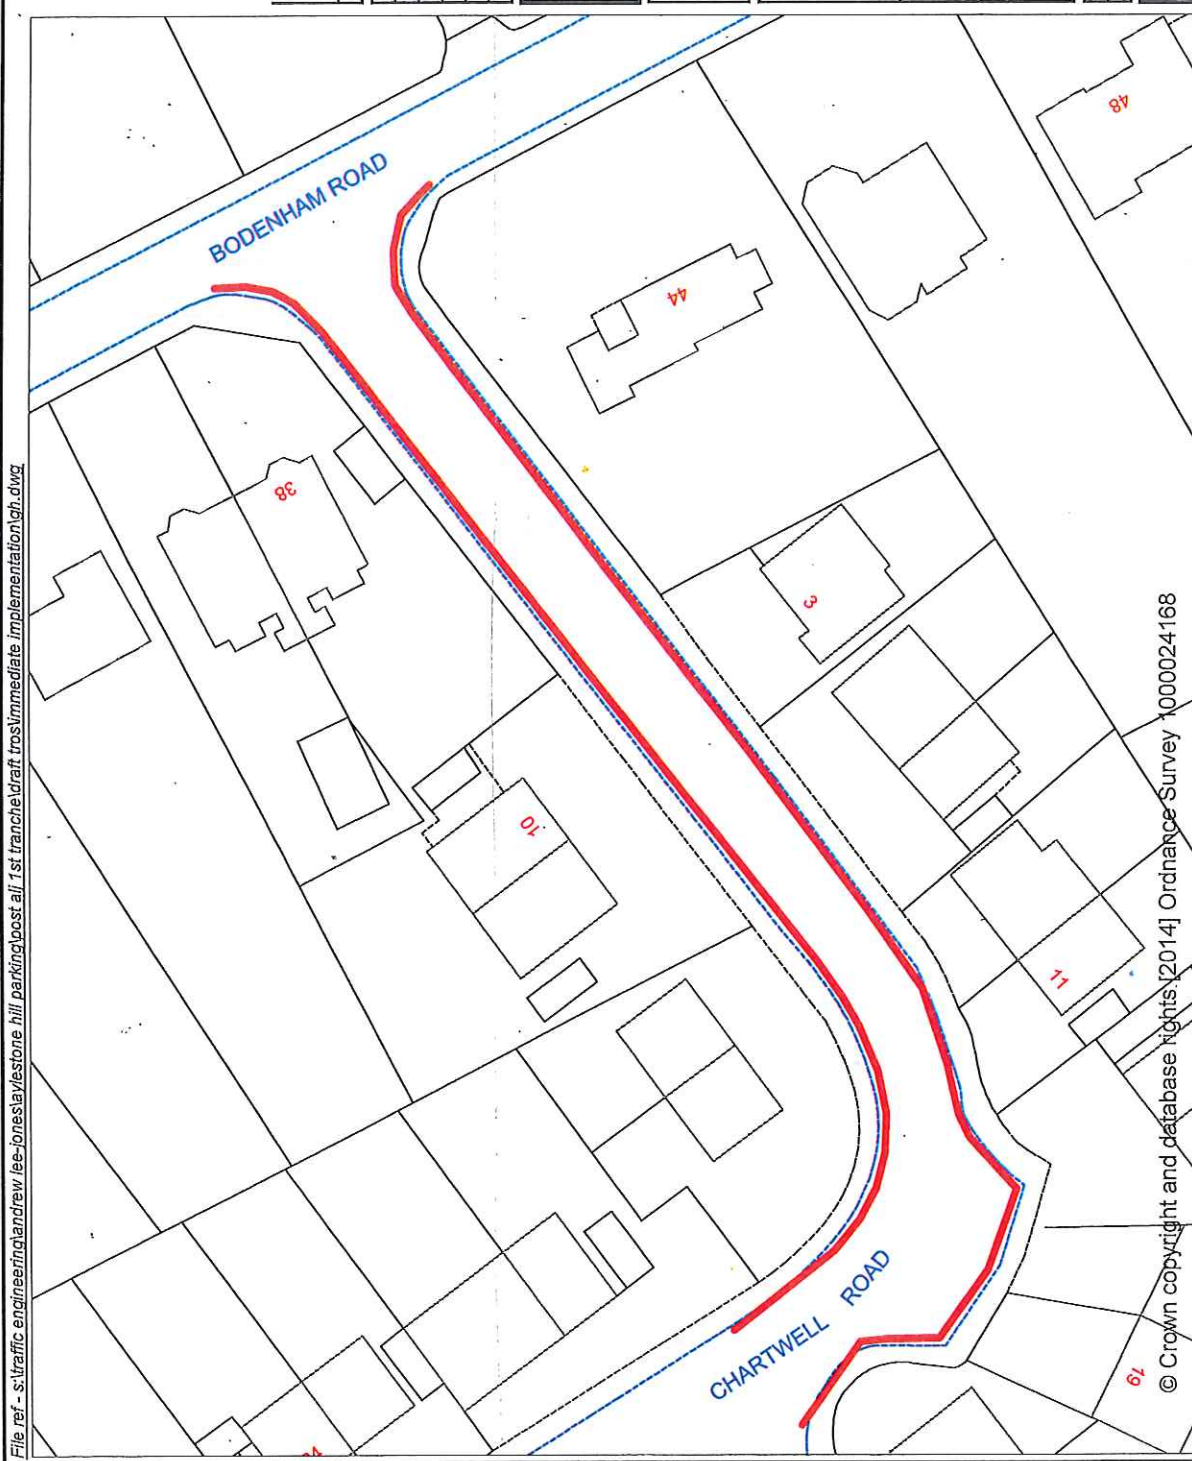 File ref - s:\traffic engineering\andrew lee-jones\aylestone hill parking\post ali 1st tranche\draft tros\immediate implementation\gh.dwg
BODENHAM ROAD
48
44
38
3
10
11
CHARTWELL ROAD
19
© Crown copyright and database rights [2014] Ordnance Survey 1000024168